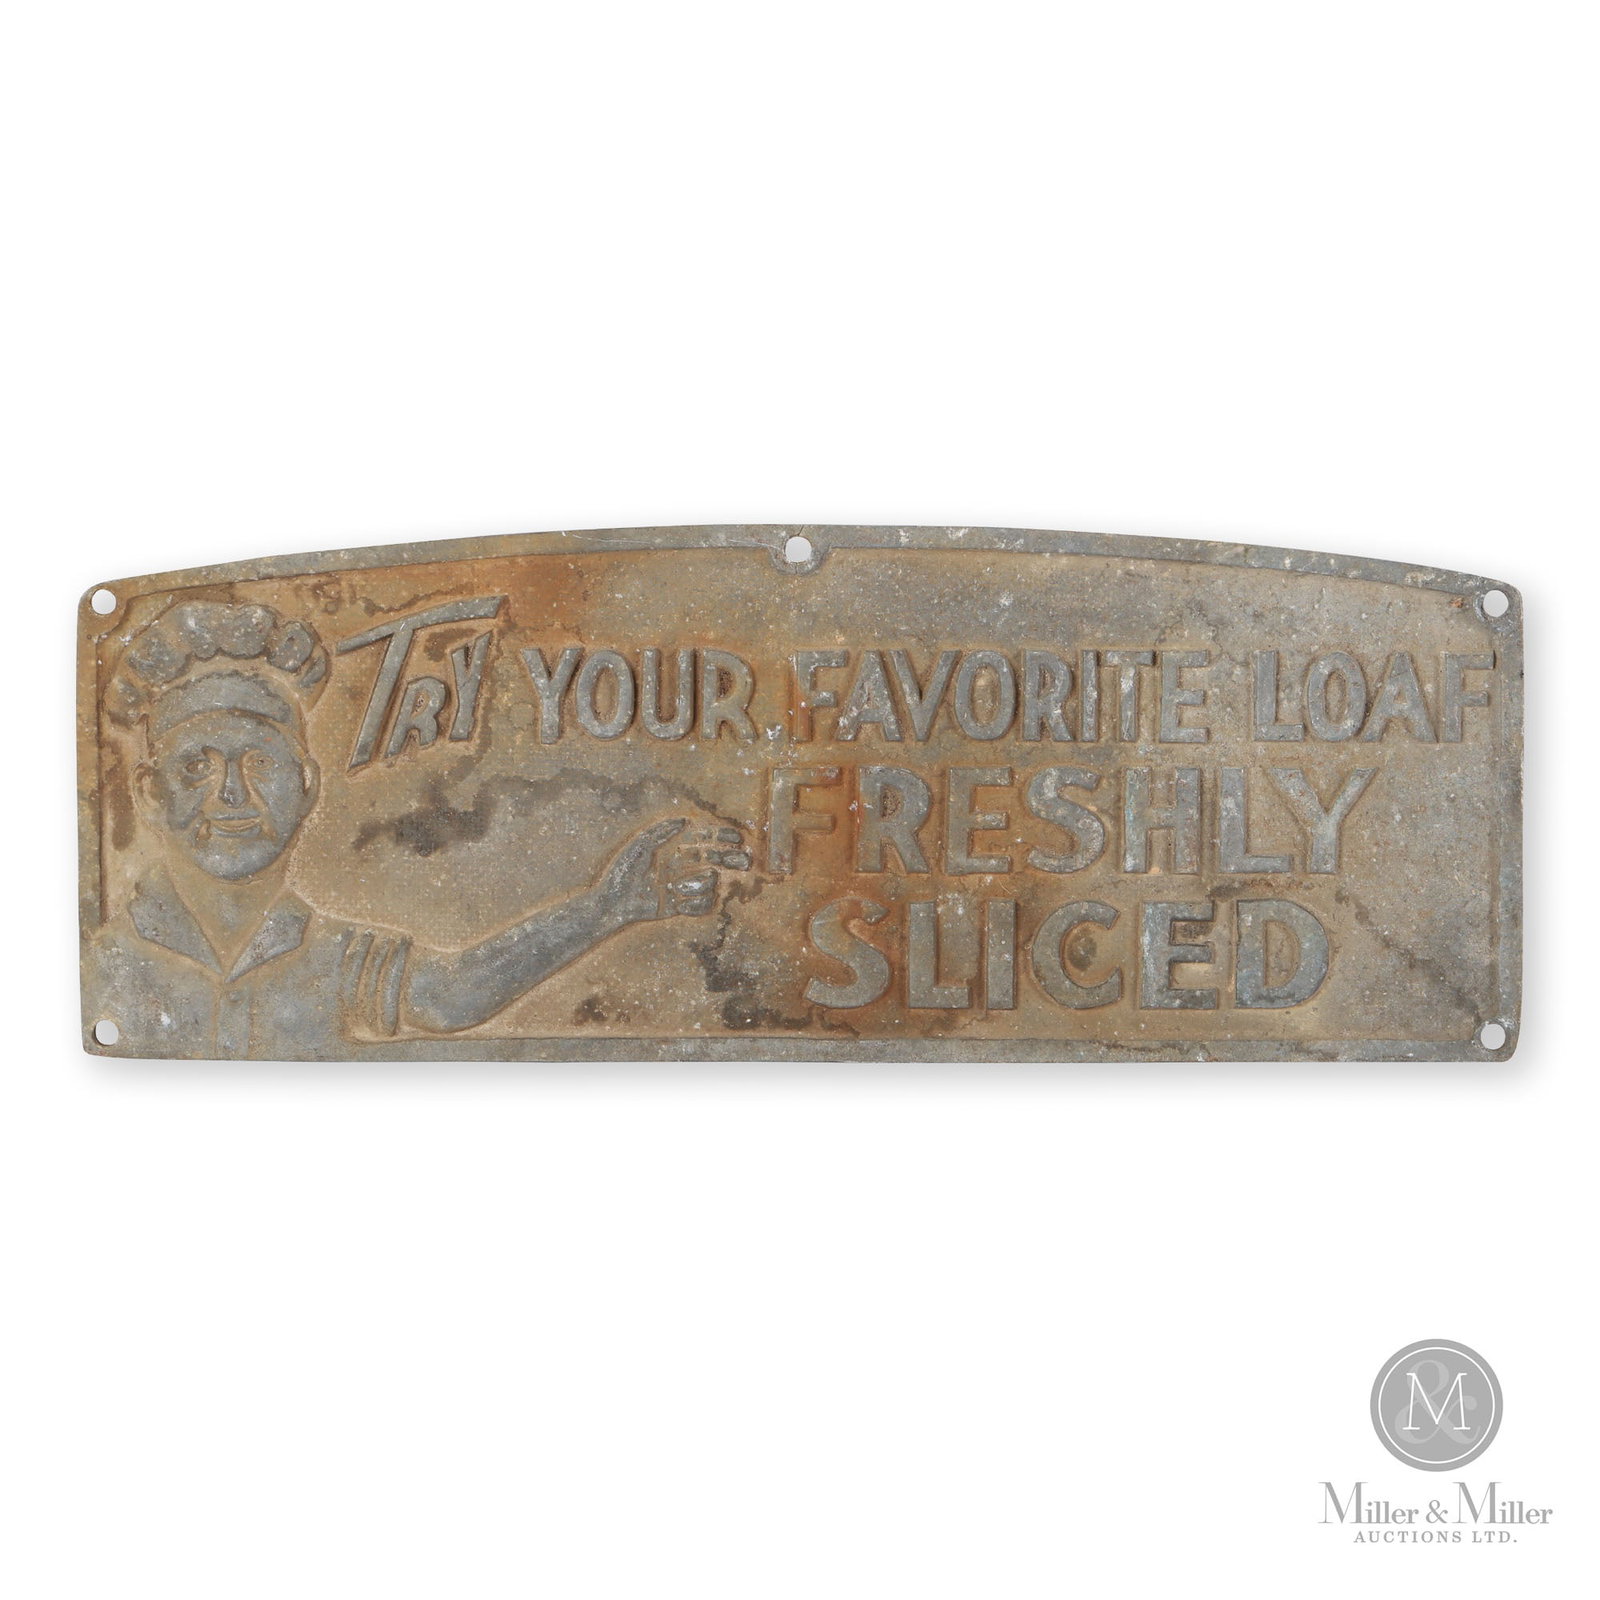 TRY YOUR FAVORITE LOAF
FRESHLY
SLICED
M&
Miller & Miller
AUCTIONS LTD.